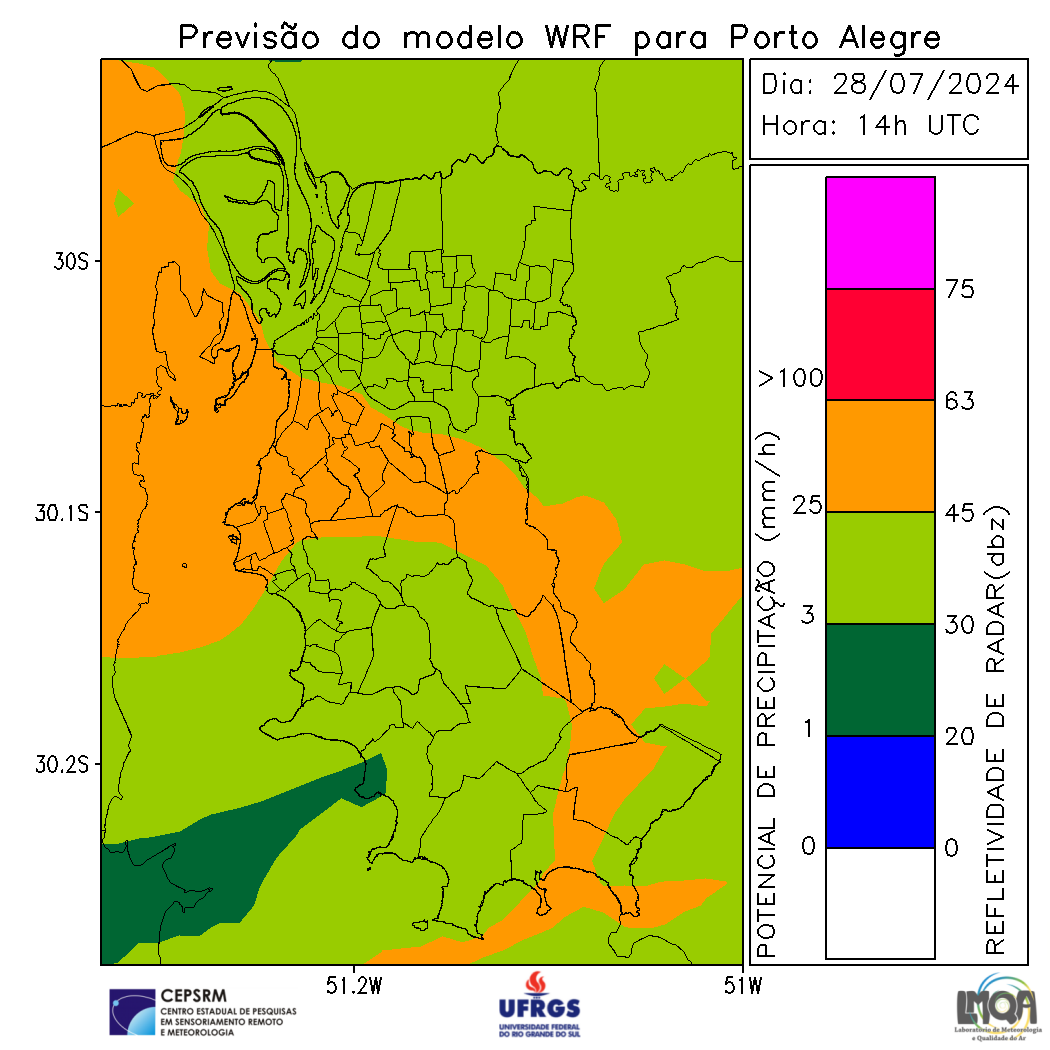 Previsão do modelo WRF para Porto Alegre
Dia: 28/07/2024
Hora: 14h UTC
30S
30.1S
30.2S
51.2W
51W
POTENCIAL DE PRECIPITAÇÃO (mm/h)
>100
25
3
1
0
75
63
45
30
20
0
REFLETIVIDADE DE RADAR(dbz)
CEPSRM
CENTRO ESTADUAL DE PESQUISAS
EM SENSORIAMENTO REMOTO
E METEOROLOGIA
UFRGS
UNIVERSIDADE FEDERAL
DO RIO GRANDE DO SUL
LMQA
Laboratório de Meteorologia
e Qualidade do Ar